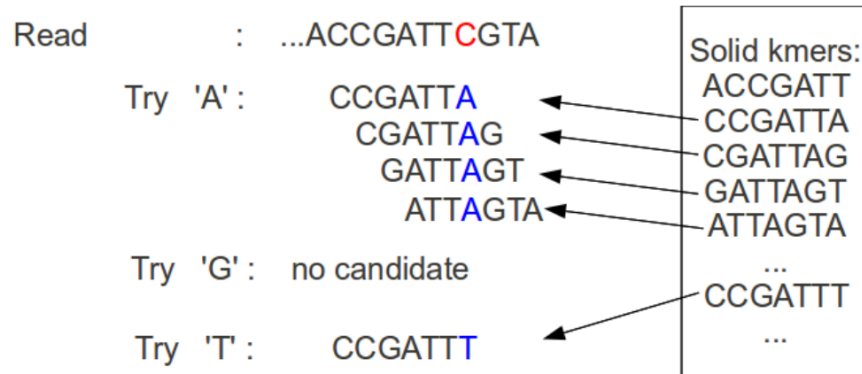 Read : ...ACCGATTCGTA
Try 'A' : CCGATTA
CGATTAG
GATTAGT
ATTAGTA
Try 'G' : no candidate
Try 'T' : CCGATTT
Solid kmers:
ACCGATT
CCGATTA
CGATTAG
GATTAGT
ATTAGTA
...
CCGATTT
...